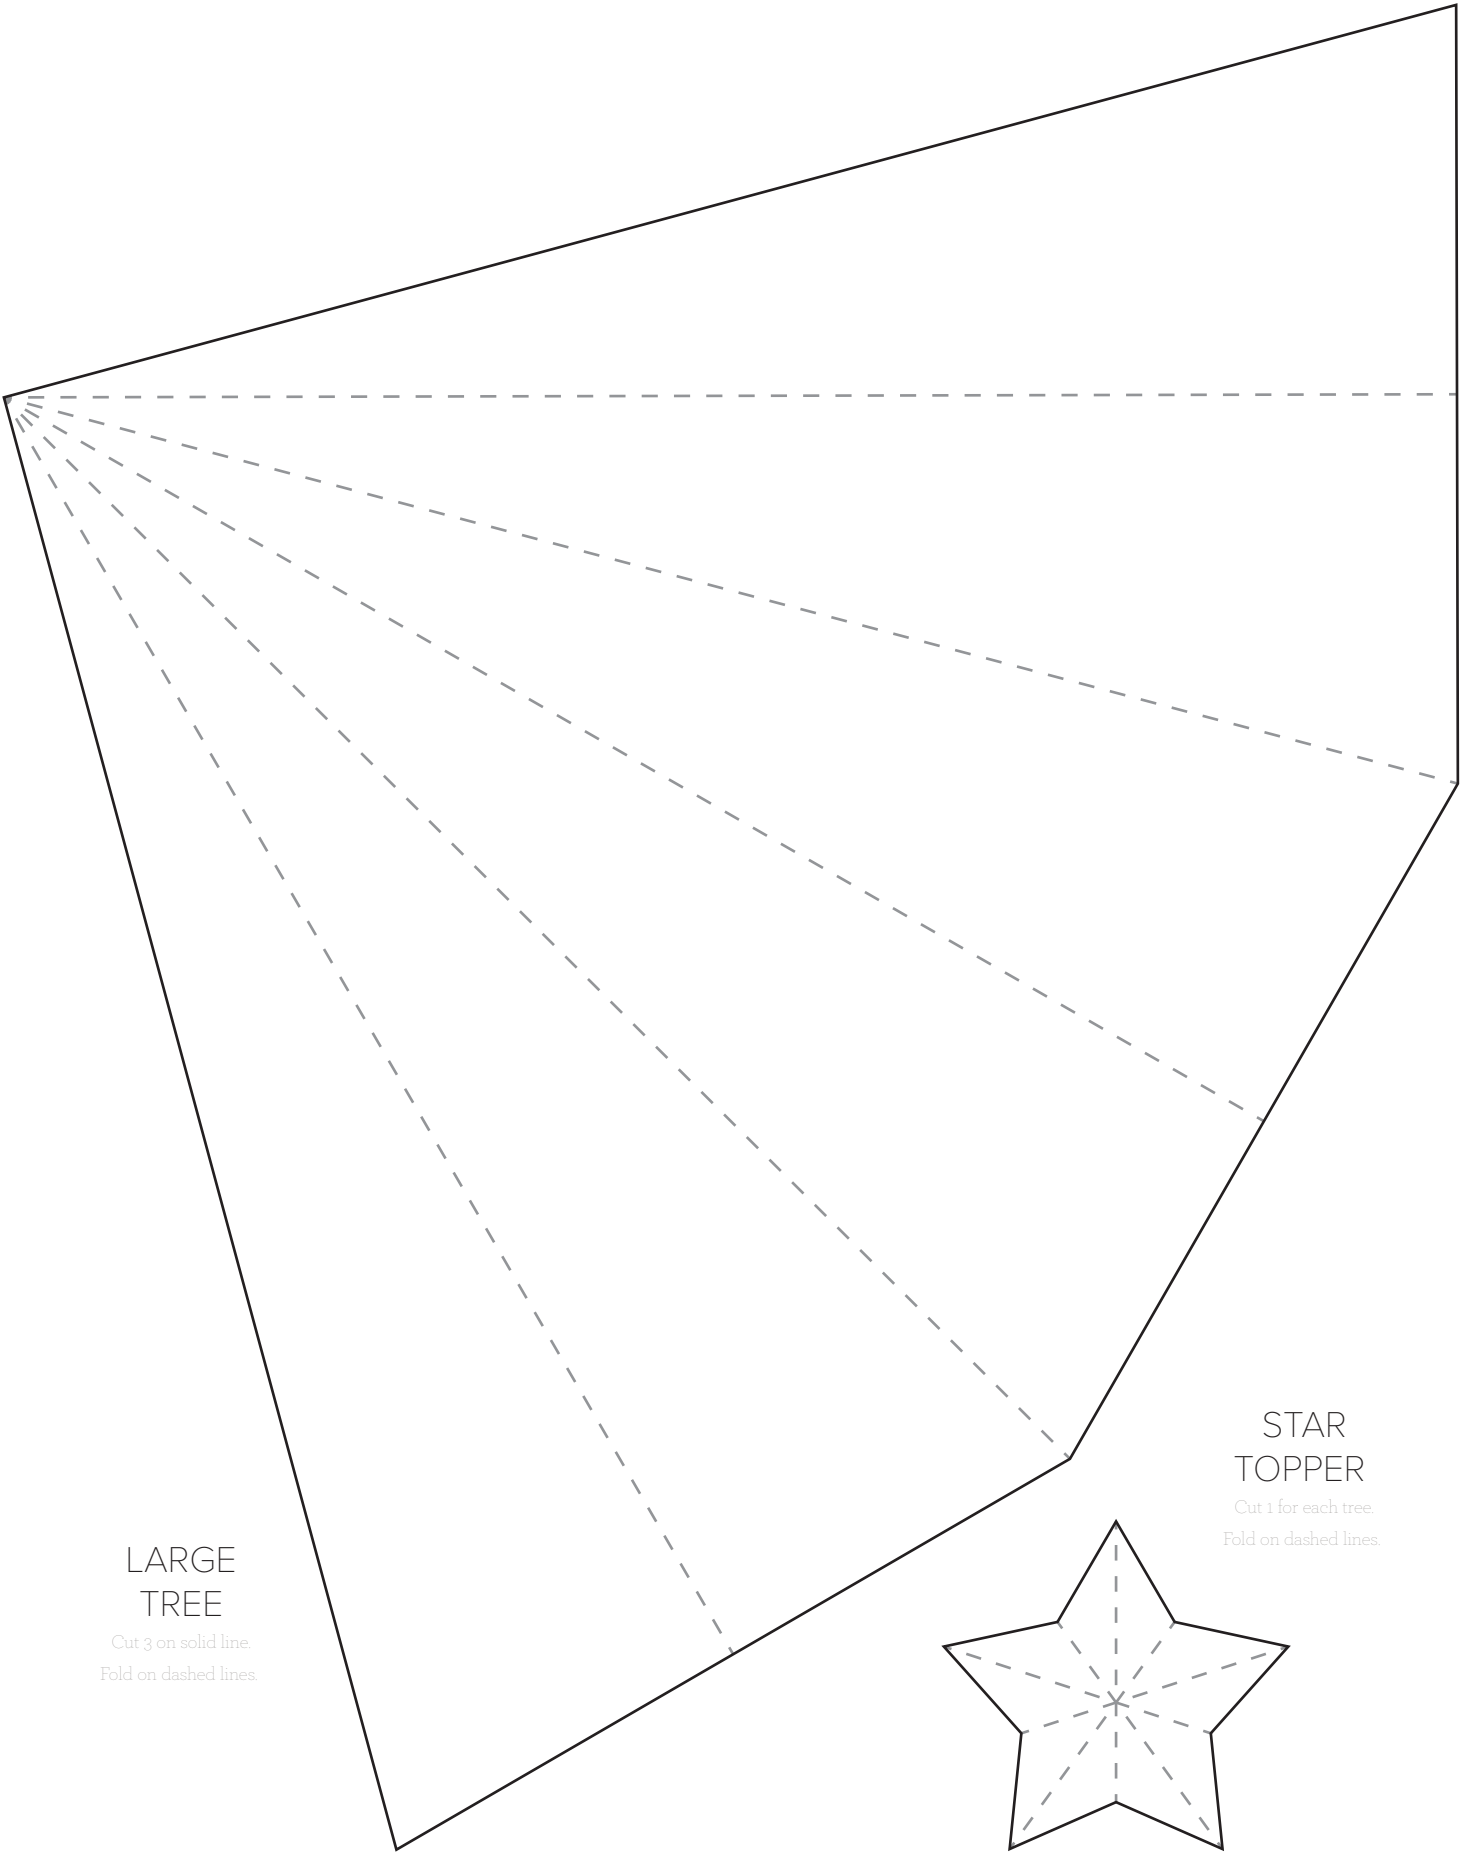 STAR
TOPPER
Cut 1 for each tree.
Fold on dashed lines.
LARGE
TREE
Cut 3 on solid line.
Fold on dashed lines.